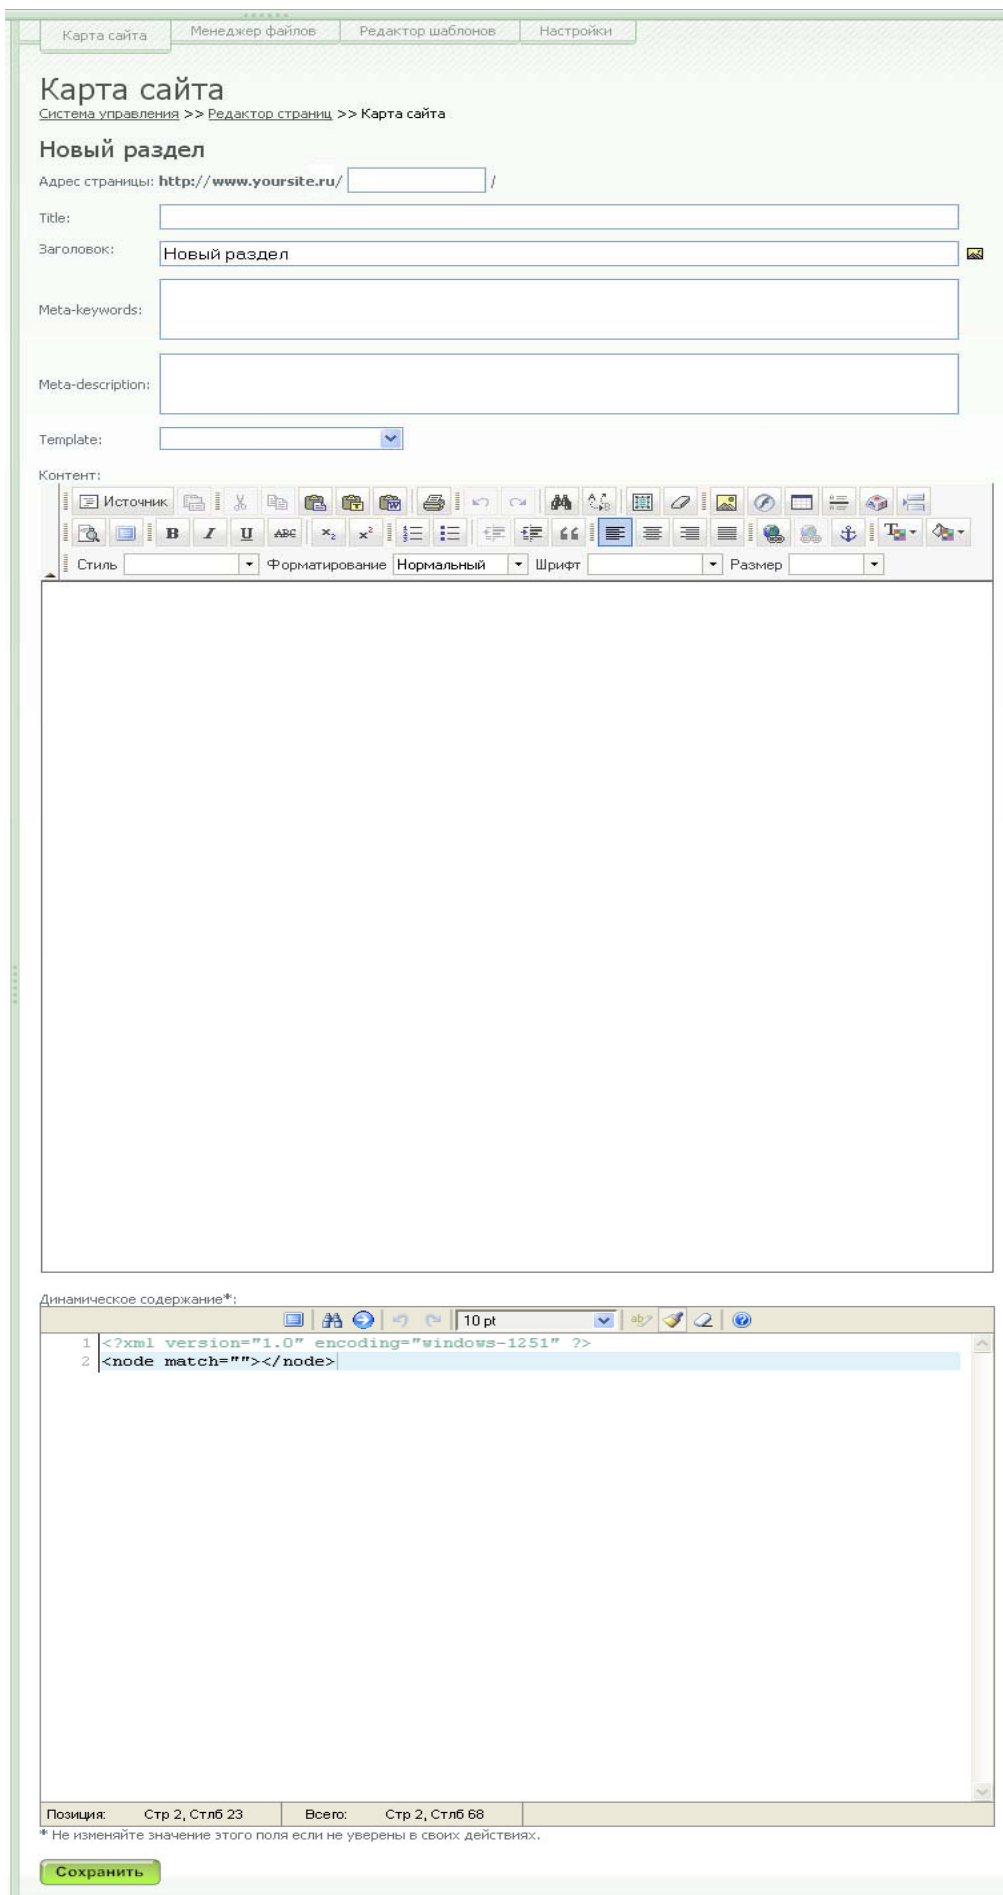 Карта сайта Менеджер файлов Редактор шаблонов Настройки
Карта сайта
Система управления >> Редактор страниц >> Карта сайта
Новый раздел
Адрес страницы: http://www.yoursite.ru/ /
Title:
Заголовок: Новый раздел
Meta-keywords:
Meta-description:
Template:
Контент:
Источник
B I U ABC x₂ x²
Стиль Форматирование Нормальный Шрифт Размер
Динамическое содержание*:
10 pt
1 <?xml version="1.0" encoding="windows-1251" ?>
2 <node match=""></node>
Позиция: Стр 2, Стлб 23 Всего: Стр 2, Стлб 68
* Не изменяйте значение этого поля если не уверены в своих действиях.
Сохранить